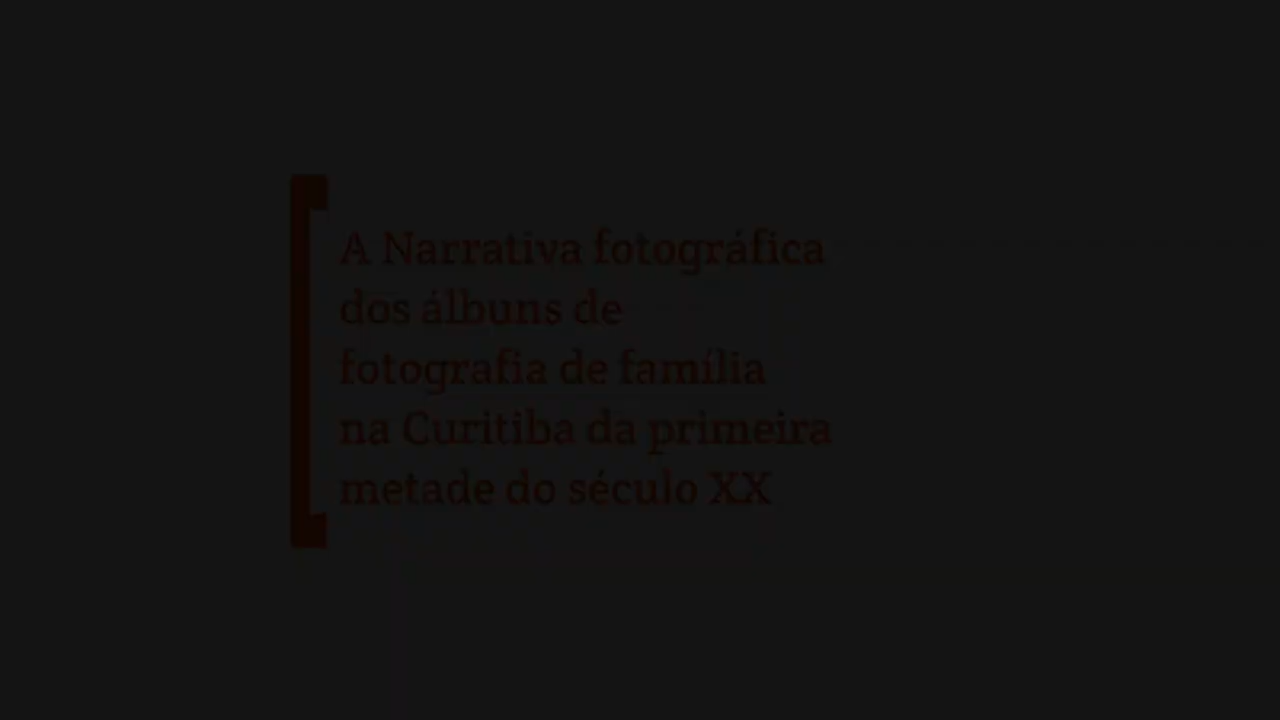 A Narrativa fotográfica
dos álbuns de
fotografia de família
na Curitiba da primeira
metade do século XX